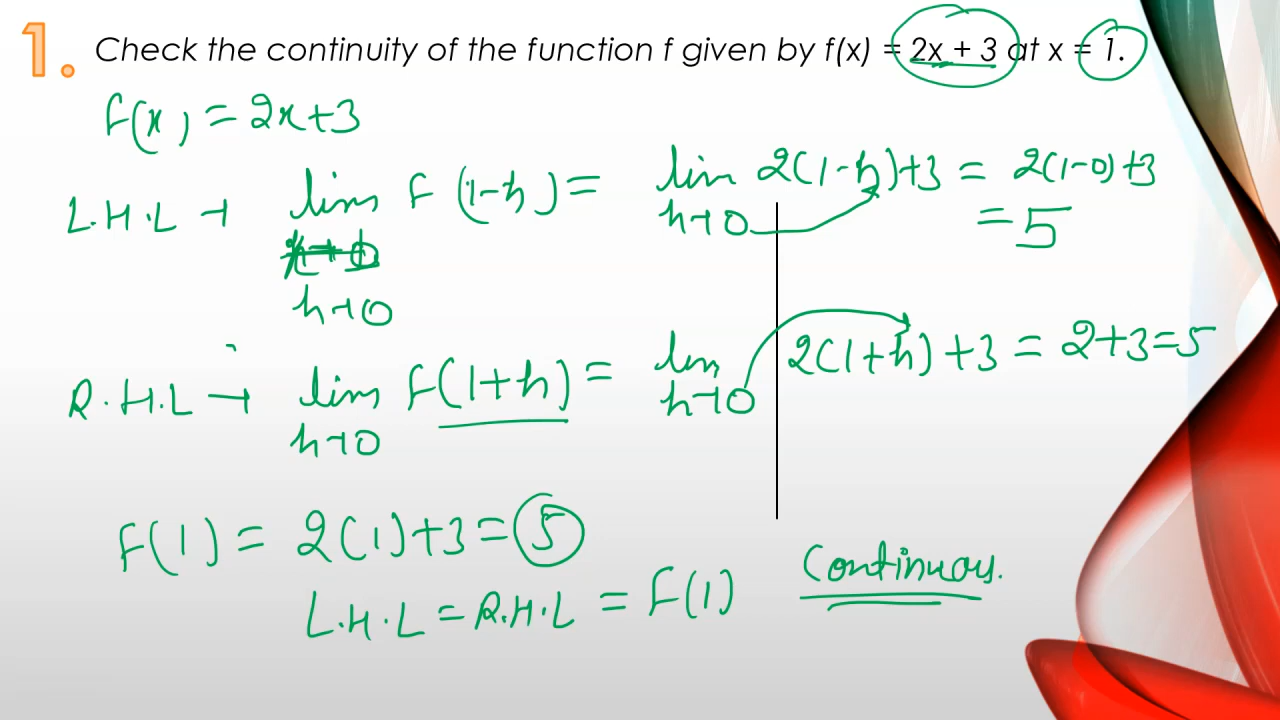 1. Check the continuity of the function f given by f(x) = 2x + 3 at x = 1.
f(x) = 2x+3
L.H.L → lim f(1-h) = lim 2(1-h)+3 = 2(1-0)+3
h→0 h→0 = 5
R.H.L → lim f(1+h) = lim 2(1+h)+3 = 2+3=5
h→0 h→0
f(1) = 2(1)+3 = 5
L.H.L = R.H.L = f(1) Continuous.